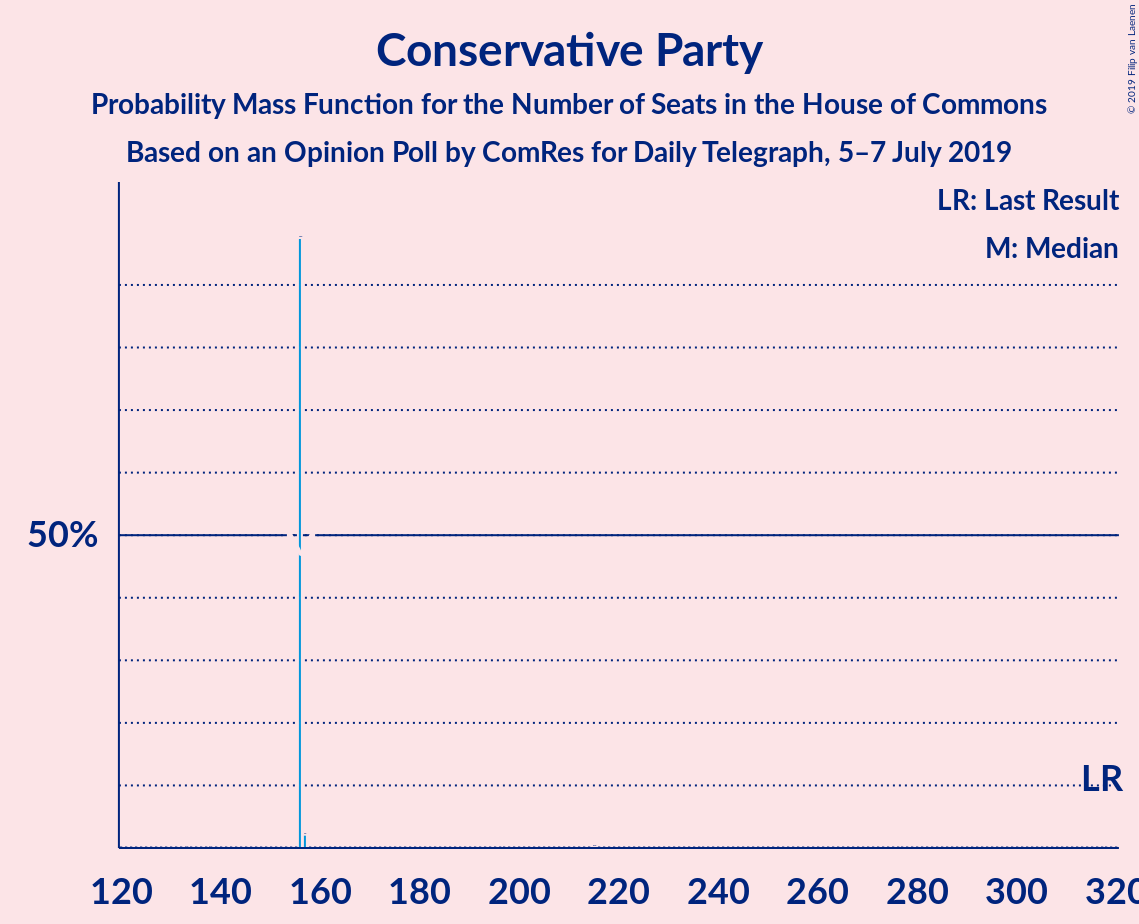 Conservative Party
Probability Mass Function for the Number of Seats in the House of Commons
Based on an Opinion Poll by ComRes for Daily Telegraph, 5–7 July 2019
© 2019 Filip van Laenen
LR: Last Result
M: Median
50%
LR
120 140 160 180 200 220 240 260 280 300 320